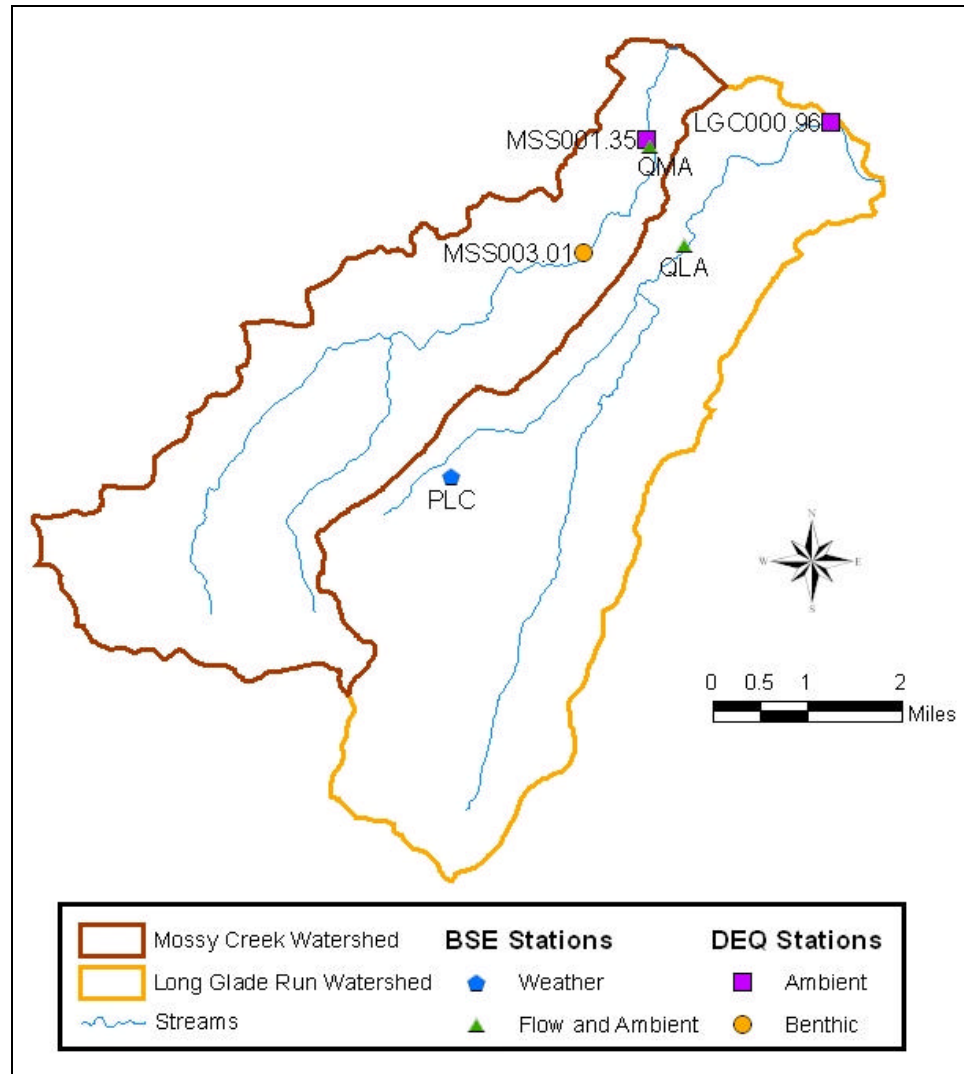 LGC000.96
MSS001.35
QMA
MSS003.01
QLA
PLC
N
W E
S
0 0.5 1 2
Miles
Mossy Creek Watershed
Long Glade Run Watershed
Streams
BSE Stations
Weather
Flow and Ambient
DEQ Stations
Ambient
Benthic